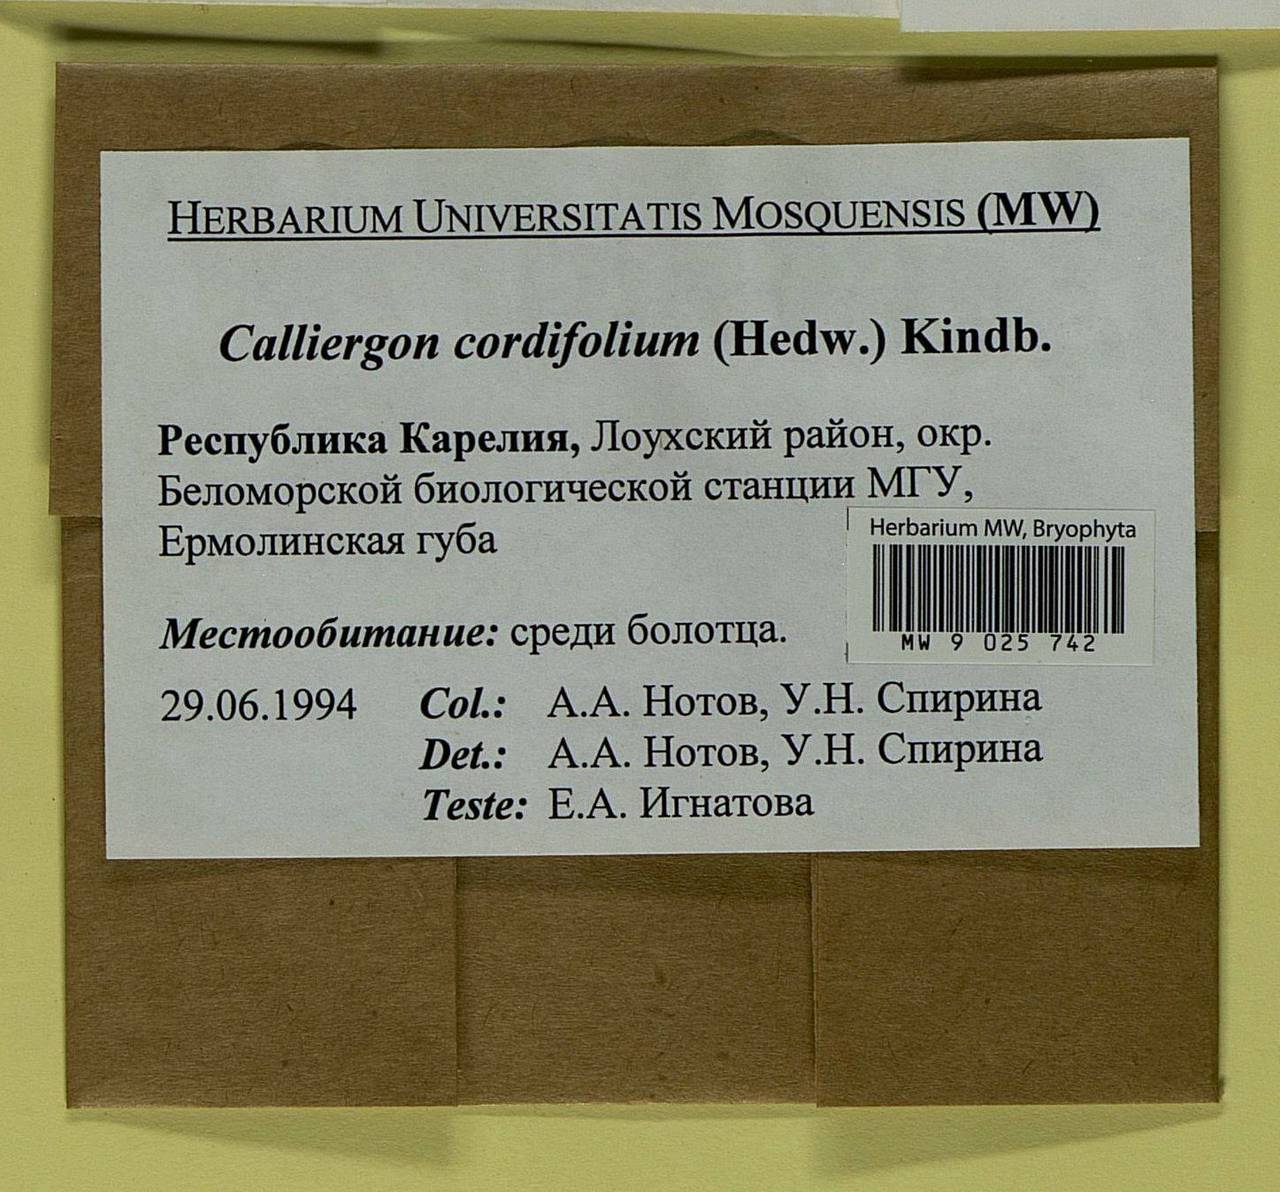 HERBARIUM UNIVERSITATIS MOSQUENSIS (MW)
Calliergon cordifolium (Hedw.) Kindb.
Республика Карелия, Лоухский район, окр.
Беломорской биологической станции МГУ,
Ермолинская губа
Herbarium MW, Bryophyta
MW 9 025 742
Местообитание: среди болотца.
29.06.1994 Col.: А.А. Нотов, У.Н. Спирина
Det.: А.А. Нотов, У.Н. Спирина
Teste: Е.А. Игнатова